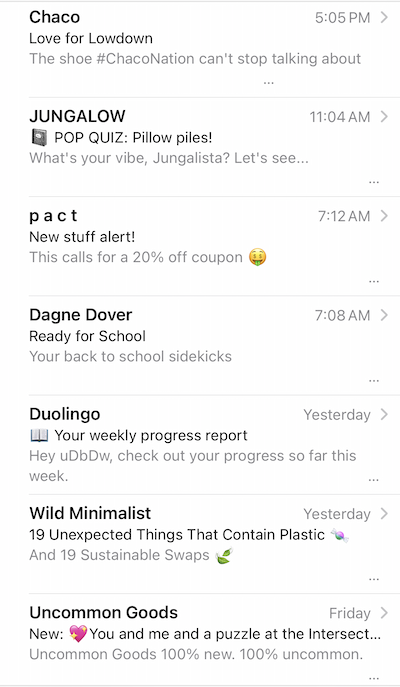 Chaco 5:05 PM
Love for Lowdown
The shoe #ChacoNation can't stop talking about
...
JUNGALOW 11:04 AM
📓 POP QUIZ: Pillow piles!
What's your vibe, Jungalista? Let's see...
...
p a c t 7:12 AM
New stuff alert!
This calls for a 20% off coupon 🤑
...
Dagne Dover 7:08 AM
Ready for School
Your back to school sidekicks
...
Duolingo Yesterday
📖 Your weekly progress report
Hey uDbDw, check out your progress so far this
week.
...
Wild Minimalist Yesterday
19 Unexpected Things That Contain Plastic 🍬
And 19 Sustainable Swaps 🍃
...
Uncommon Goods Friday
New: 💖You and me and a puzzle at the Intersect...
Uncommon Goods 100% new. 100% uncommon.
...